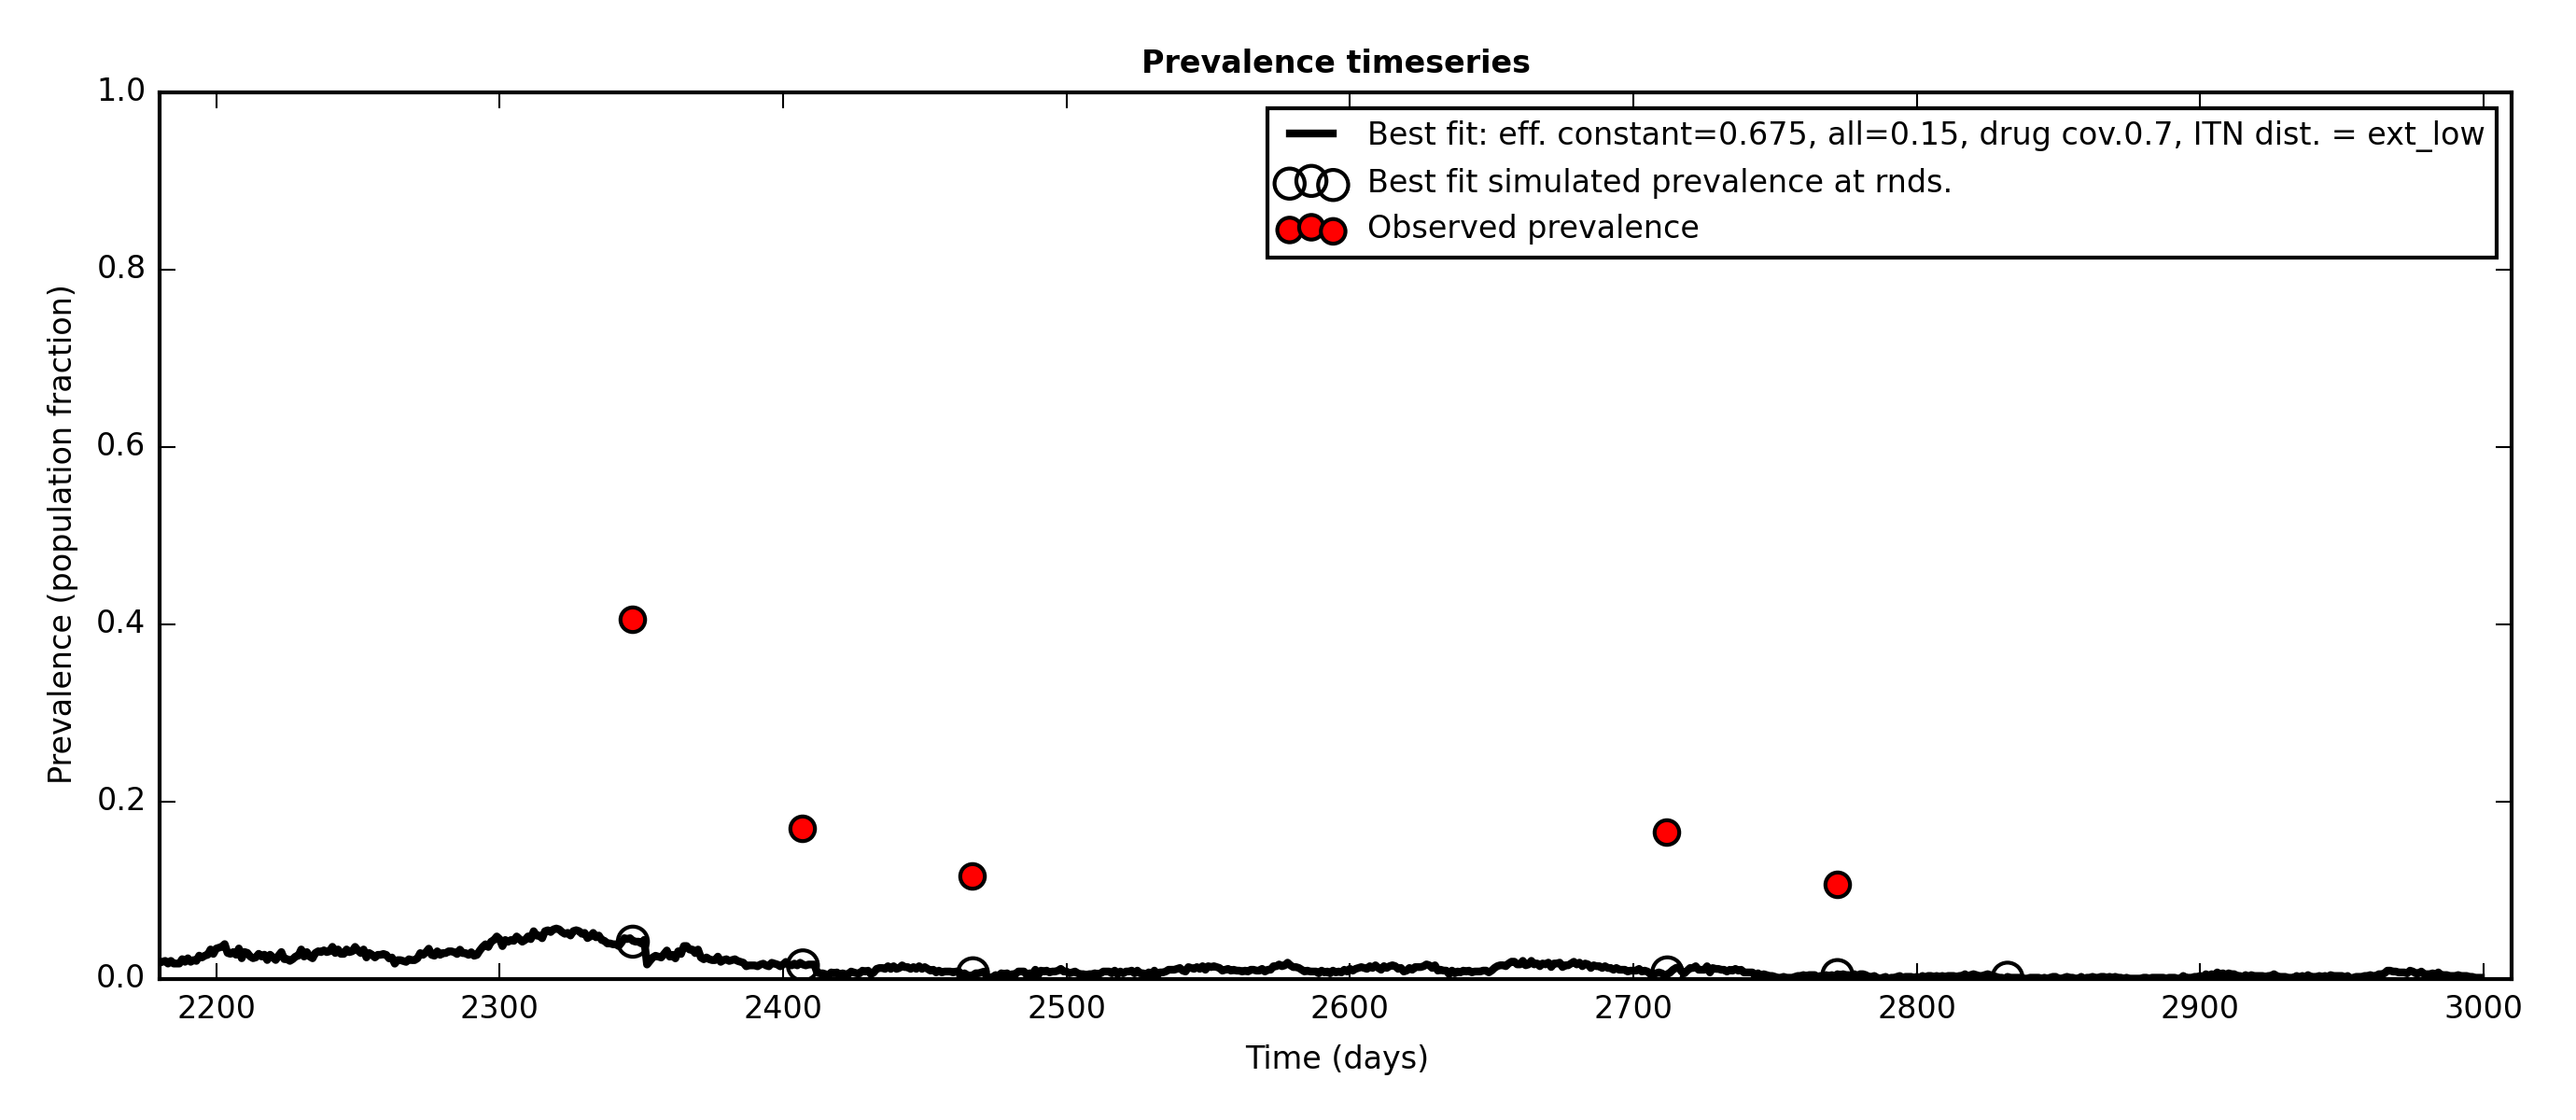 Prevalence timeseries
Best fit: eff. constant=0.675, all=0.15, drug cov.0.7, ITN dist. = ext_low
Best fit simulated prevalence at rnds.
Observed prevalence
Prevalence (population fraction)
1.0
0.8
0.6
0.4
0.2
0.0
2200 2300 2400 2500 2600 2700 2800 2900 3000
Time (days)